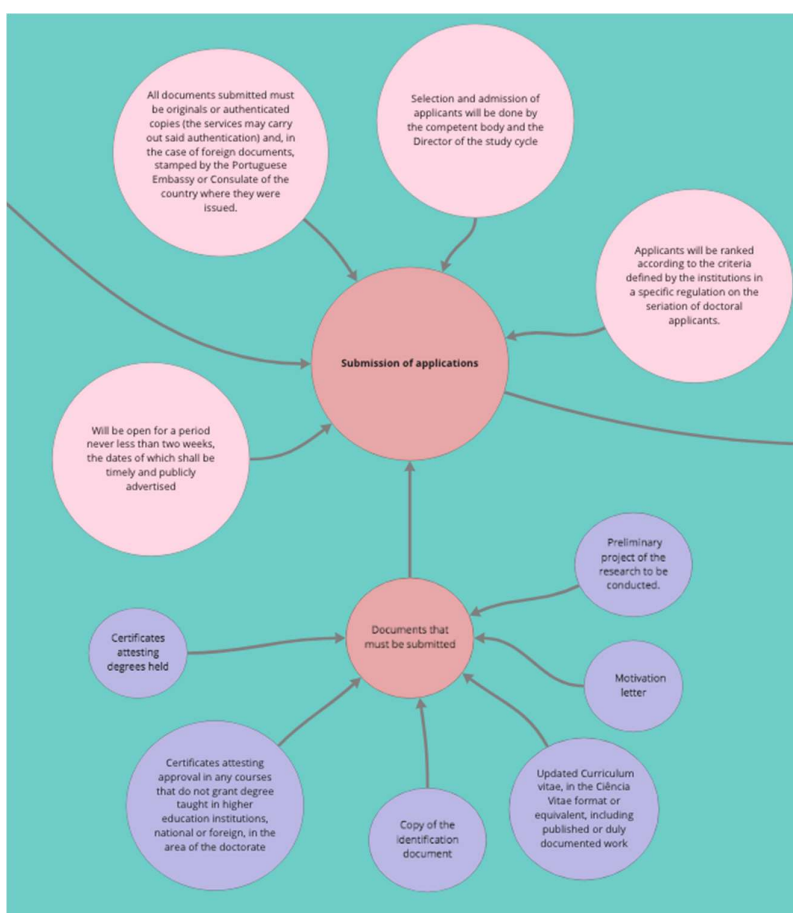 All documents submitted must
be originals or authenticated
copies (the services may carry
out said authentication) and, in
the case of foreign documents,
stamped by the Portuguese
Embassy or Consulate of the
country where they were
issued.
Selection and admission of
applicants will be done by
the competent body and the
Director of the study cycle
Applicants will be ranked
according to the criteria
defined by the institutions in
a specific regulation on the
seriation of doctoral
applicants.
Submission of applications
Will be open for a period
never less than two weeks,
the dates of which shall be
timely and publicly
advertised
Preliminary
project of the
research to be
conducted.
Documents that
must be submitted
Certificates
attesting
degrees held
Motivation
letter
Certificates attesting
approval in any courses
that do not grant degree
taught in higher
education institutions,
national or foreign, in the
area of the doctorate
Copy of the
identification
document
Updated Curriculum
vitae, in the Ciência
Vitae format or
equivalent, including
published or duly
documented work